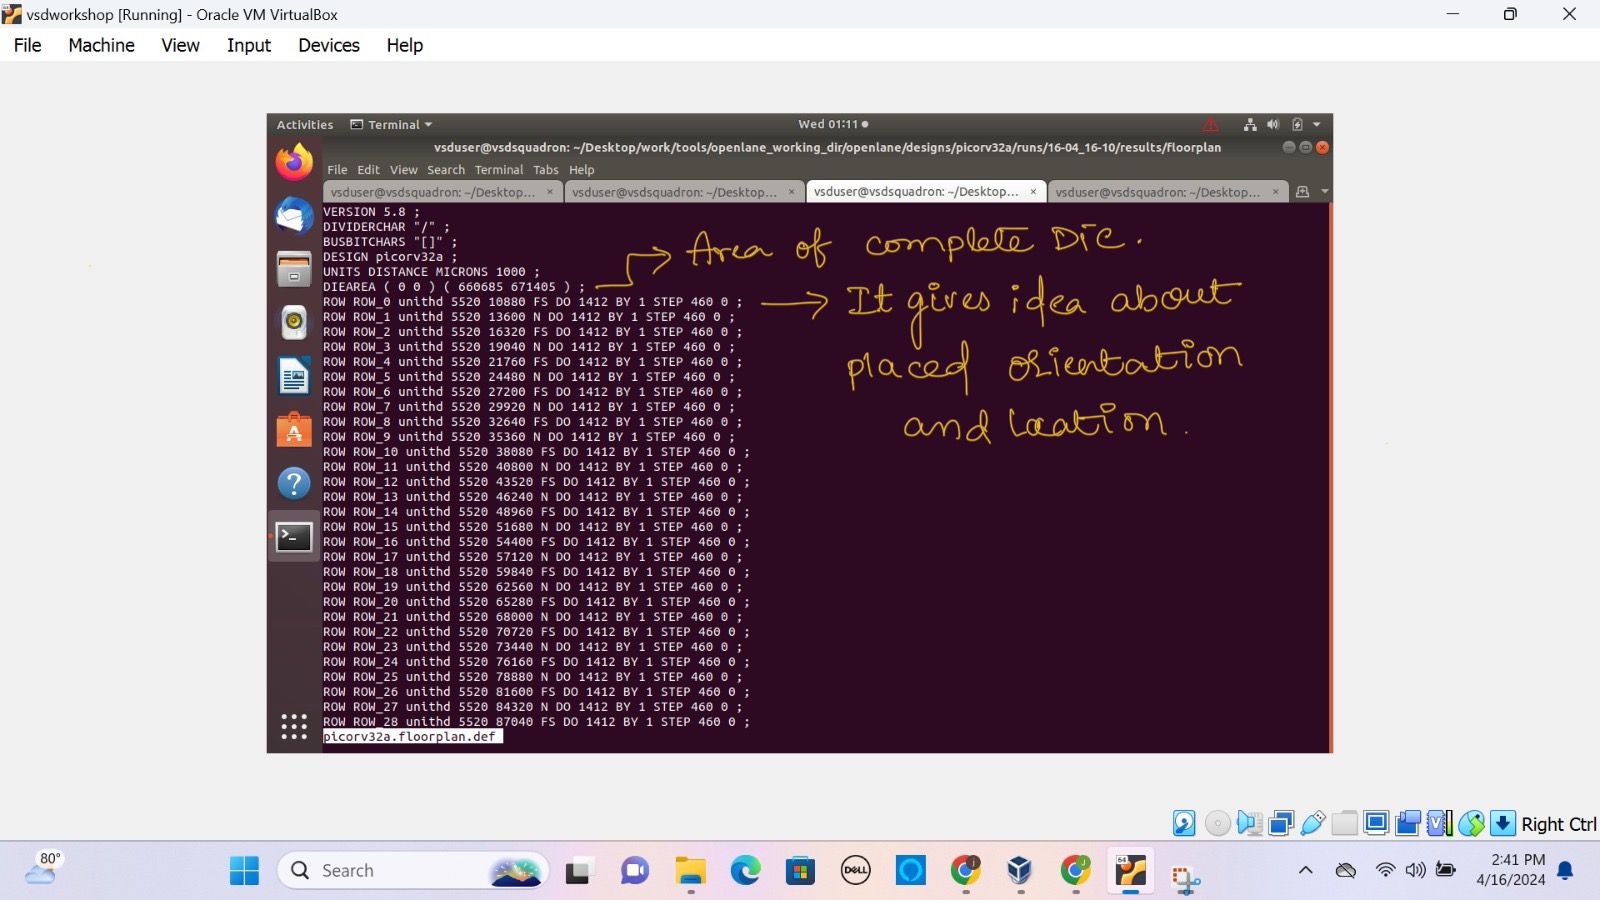 vsdworkshop [Running] - Oracle VM VirtualBox
File Machine View Input Devices Help
Activities Terminal Wed 01:11
vsduser@vsdsquadron: ~/Desktop/work/tools/openlane_working_dir/openlane/designs/picorv32a/runs/16-04_16-10/results/floorplan
File Edit View Search Terminal Tabs Help
vsduser@vsdsquadron: ~/Desktop... vsduser@vsdsquadron: ~/Desktop... vsduser@vsdsquadron: ~/Desktop... vsduser@vsdsquadron: ~/Desktop...
VERSION 5.8 ;
DIVIDERCHAR "/" ;
BUSBITCHARS "[]" ;
DESIGN picorv32a ;
UNITS DISTANCE MICRONS 1000 ;
DIEAREA ( 0 0 ) ( 660685 671405 ) ;
ROW ROW_0 unithd 5520 10880 FS DO 1412 BY 1 STEP 460 0 ;
ROW ROW_1 unithd 5520 13600 N DO 1412 BY 1 STEP 460 0 ;
ROW ROW_2 unithd 5520 16320 FS DO 1412 BY 1 STEP 460 0 ;
ROW ROW_3 unithd 5520 19040 N DO 1412 BY 1 STEP 460 0 ;
ROW ROW_4 unithd 5520 21760 FS DO 1412 BY 1 STEP 460 0 ;
ROW ROW_5 unithd 5520 24480 N DO 1412 BY 1 STEP 460 0 ;
ROW ROW_6 unithd 5520 27200 FS DO 1412 BY 1 STEP 460 0 ;
ROW ROW_7 unithd 5520 29920 N DO 1412 BY 1 STEP 460 0 ;
ROW ROW_8 unithd 5520 32640 FS DO 1412 BY 1 STEP 460 0 ;
ROW ROW_9 unithd 5520 35360 N DO 1412 BY 1 STEP 460 0 ;
ROW ROW_10 unithd 5520 38080 FS DO 1412 BY 1 STEP 460 0 ;
ROW ROW_11 unithd 5520 40800 N DO 1412 BY 1 STEP 460 0 ;
ROW ROW_12 unithd 5520 43520 FS DO 1412 BY 1 STEP 460 0 ;
ROW ROW_13 unithd 5520 46240 N DO 1412 BY 1 STEP 460 0 ;
ROW ROW_14 unithd 5520 48960 FS DO 1412 BY 1 STEP 460 0 ;
ROW ROW_15 unithd 5520 51680 N DO 1412 BY 1 STEP 460 0 ;
ROW ROW_16 unithd 5520 54400 FS DO 1412 BY 1 STEP 460 0 ;
ROW ROW_17 unithd 5520 57120 N DO 1412 BY 1 STEP 460 0 ;
ROW ROW_18 unithd 5520 59840 FS DO 1412 BY 1 STEP 460 0 ;
ROW ROW_19 unithd 5520 62560 N DO 1412 BY 1 STEP 460 0 ;
ROW ROW_20 unithd 5520 65280 FS DO 1412 BY 1 STEP 460 0 ;
ROW ROW_21 unithd 5520 68000 N DO 1412 BY 1 STEP 460 0 ;
ROW ROW_22 unithd 5520 70720 FS DO 1412 BY 1 STEP 460 0 ;
ROW ROW_23 unithd 5520 73440 N DO 1412 BY 1 STEP 460 0 ;
ROW ROW_24 unithd 5520 76160 FS DO 1412 BY 1 STEP 460 0 ;
ROW ROW_25 unithd 5520 78880 N DO 1412 BY 1 STEP 460 0 ;
ROW ROW_26 unithd 5520 81600 FS DO 1412 BY 1 STEP 460 0 ;
ROW ROW_27 unithd 5520 84320 N DO 1412 BY 1 STEP 460 0 ;
ROW ROW_28 unithd 5520 87040 FS DO 1412 BY 1 STEP 460 0 ;
picorv32a.floorplan.def
Area of complete Die.
It gives idea about
placed orientation
and location.
Right Ctrl
80°
Search
DELL
64
2:41 PM
4/16/2024